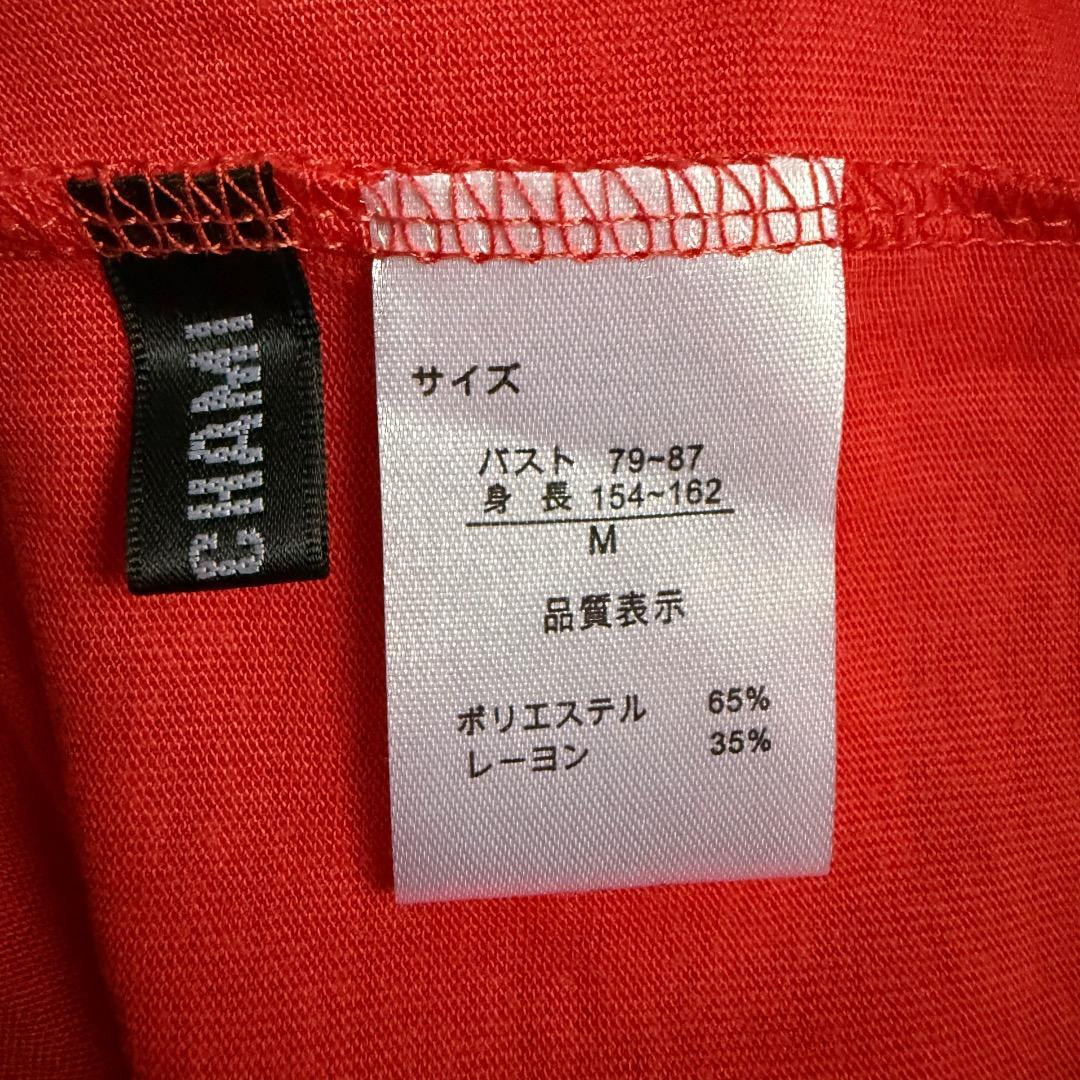 CHAMI
サイズ
バスト 79~87
身 長 154~162
M
品質表示
ポリエステル 65%
レーヨン 35%